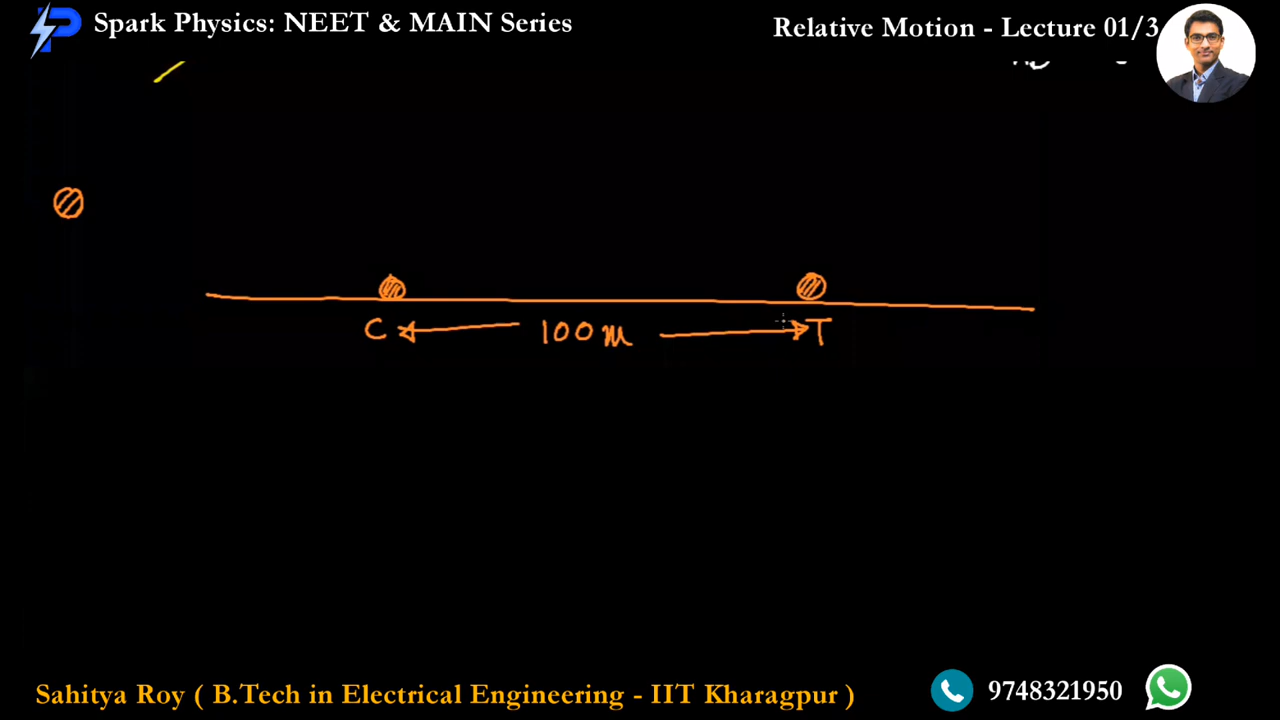 Spark Physics: NEET & MAIN Series
Relative Motion - Lecture 01/3
C 100m T
Sahitya Roy ( B.Tech in Electrical Engineering - IIT Kharagpur )
9748321950